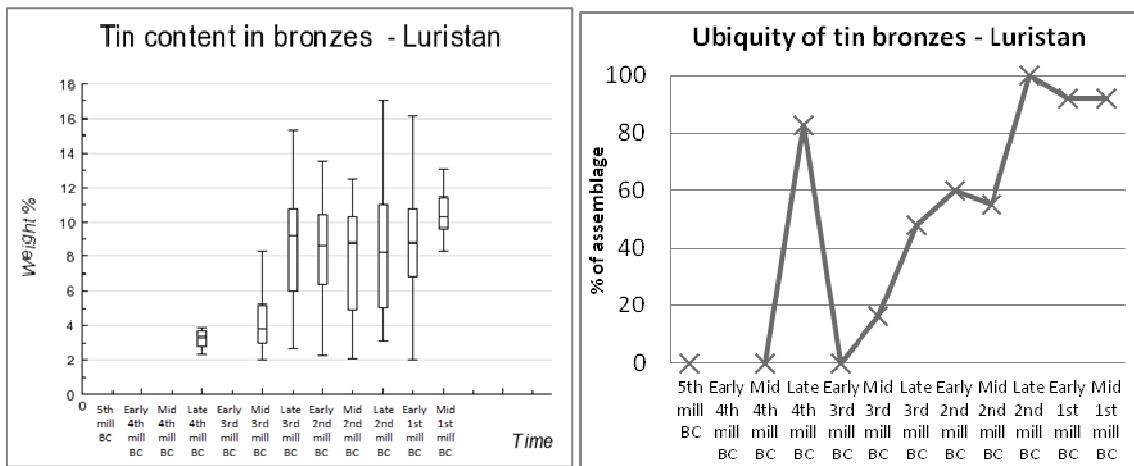 Tin content in bronzes - Luristan
18
16
14
12
10
8
6
4
2
0
0
Weight %
5th Early Mid Late Early Mid Late Early Mid Late Early Mid
mill 4th 4th 4th 3rd 3rd 3rd 2nd 2nd 2nd 1st 1st
BC mill mill mill mill mill mill mill mill mill mill mill
BC BC BC BC BC BC BC BC BC BC BC
Time
Ubiquity of tin bronzes - Luristan
100
80
60
40
20
0
% of assemblage
5th Early Mid Late Early Mid Late Early Mid Late Early Mid
mill 4th 4th 4th 3rd 3rd 3rd 2nd 2nd 2nd 1st 1st
BC mill mill mill mill mill mill mill mill mill mill mill
BC BC BC BC BC BC BC BC BC BC BC